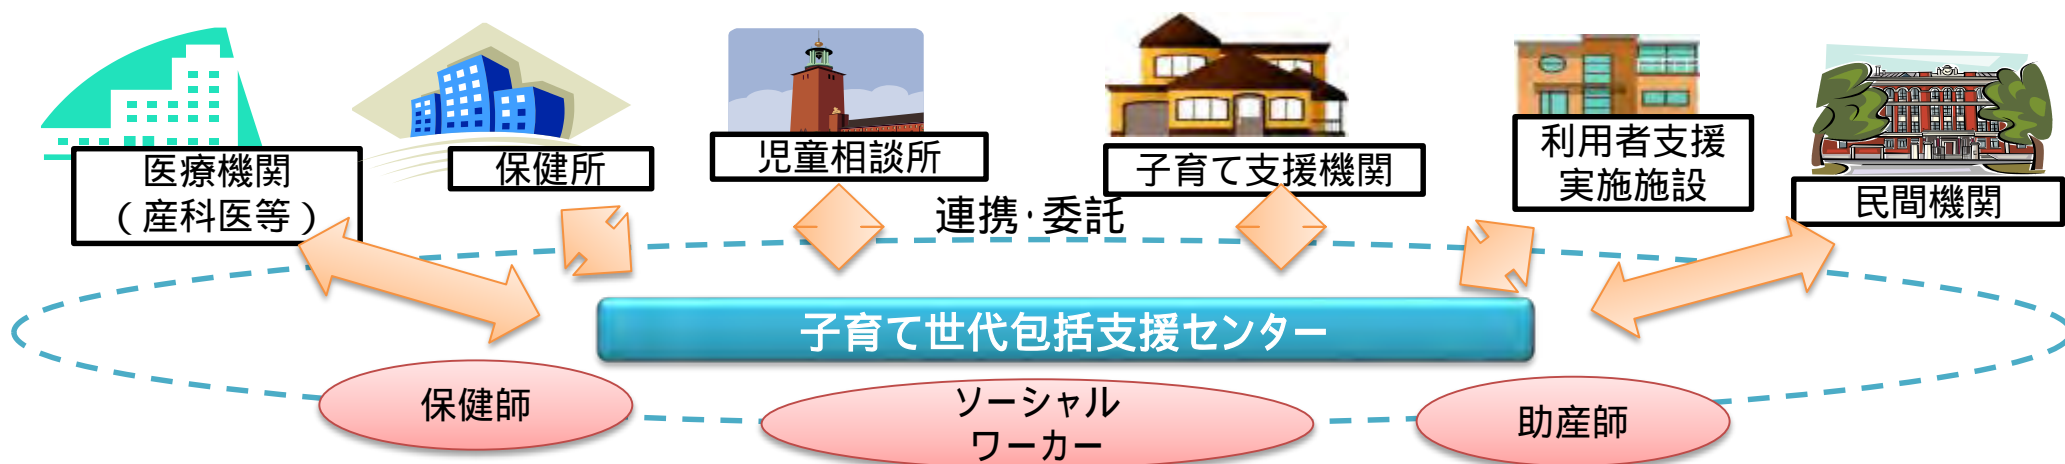 医療機関
（産科医等）
保健所
児童相談所
子育て支援機関
利用者支援
実施施設
民間機関
連携・委託
子育て世代包括支援センター
保健師
ソーシャル
ワーカー
助産師